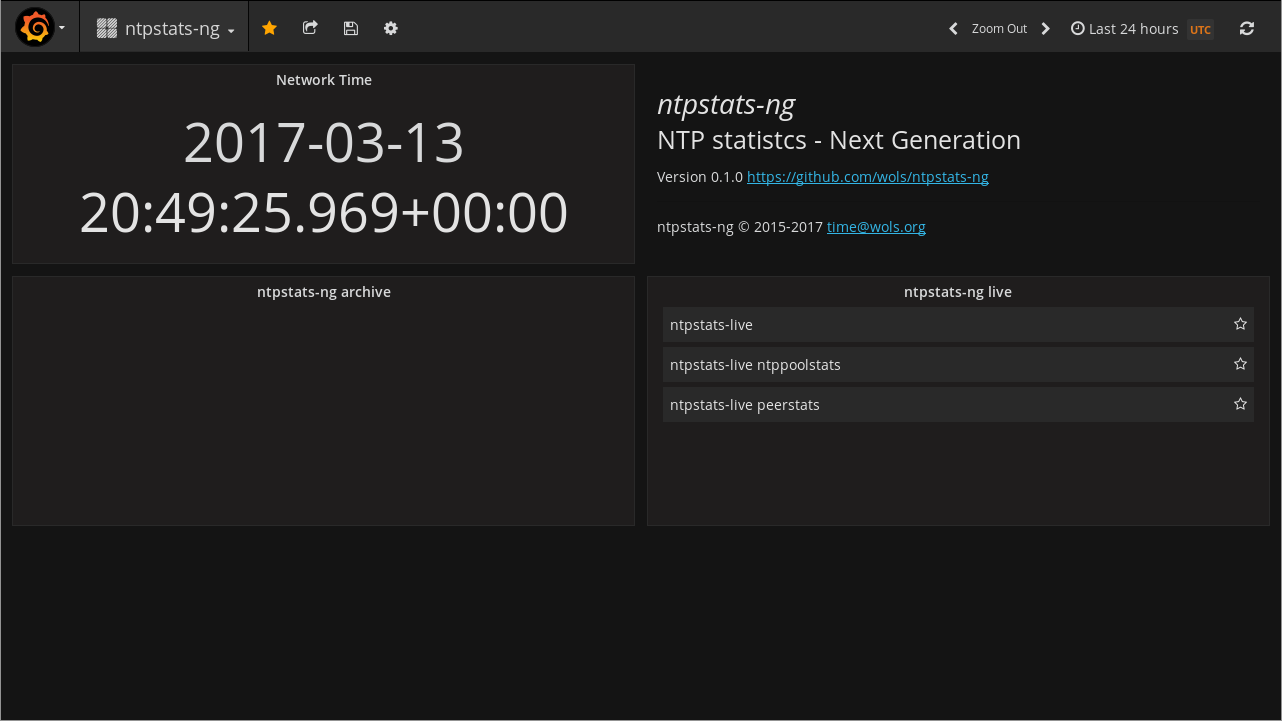 ntpstats-ng
Zoom Out
Last 24 hours UTC
Network Time
2017-03-13
20:49:25.969+00:00
ntpstats-ng
NTP statistcs - Next Generation
Version 0.1.0 https://github.com/wols/ntpstats-ng
ntpstats-ng © 2015-2017 time@wols.org
ntpstats-ng archive
ntpstats-ng live
ntpstats-live
ntpstats-live ntppoolstats
ntpstats-live peerstats